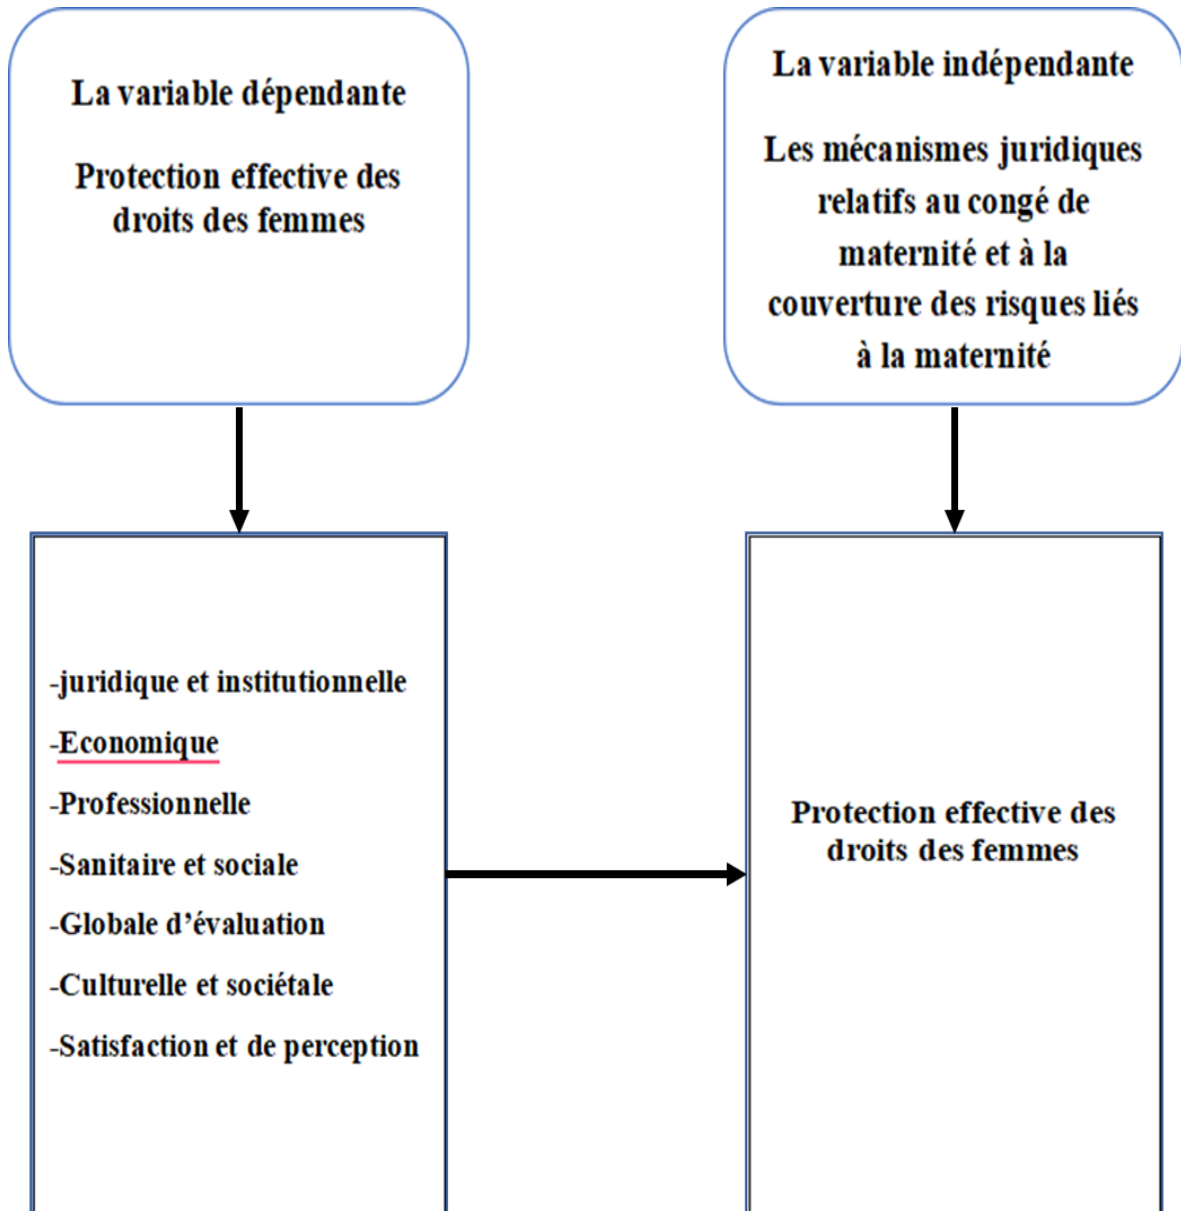 La variable dépendante
Protection effective des
droits des femmes
La variable indépendante
Les mécanismes juridiques
relatifs au congé de
maternité et à la
couverture des risques liés
à la maternité
-juridique et institutionnelle
-Economique
-Professionnelle
-Sanitaire et sociale
-Globale d’évaluation
-Culturelle et sociétale
-Satisfaction et de perception
Protection effective des
droits des femmes